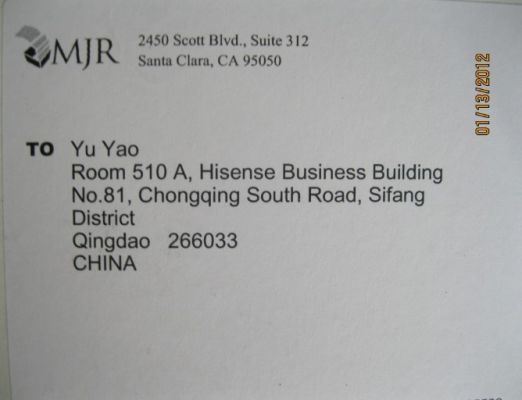 MJR
2450 Scott Blvd., Suite 312
Santa Clara, CA 95050
01/13/2012
TO Yu Yao
Room 510 A, Hisense Business Building
No.81, Chongqing South Road, Sifang
District
Qingdao 266033
CHINA